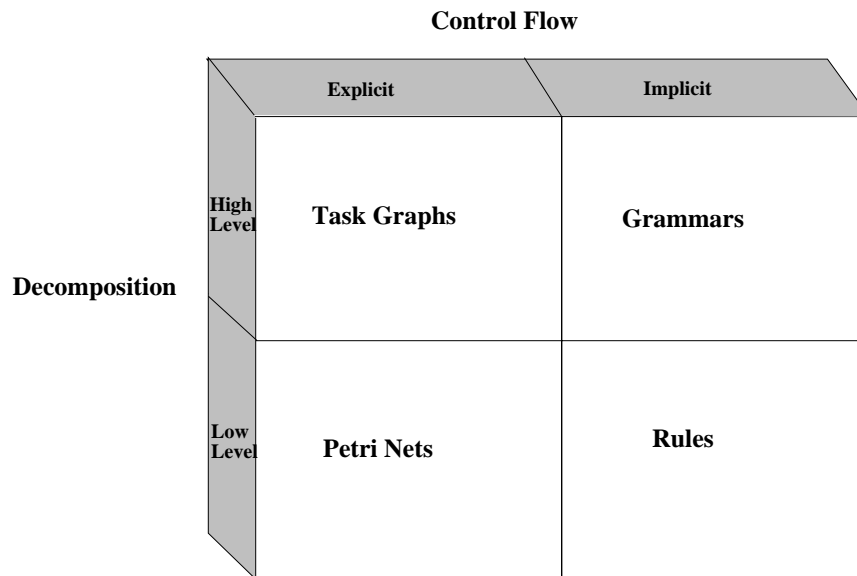 Control Flow
Explicit
Implicit
High
Level
Task Graphs
Grammars
Decomposition
Low
Level
Petri Nets
Rules